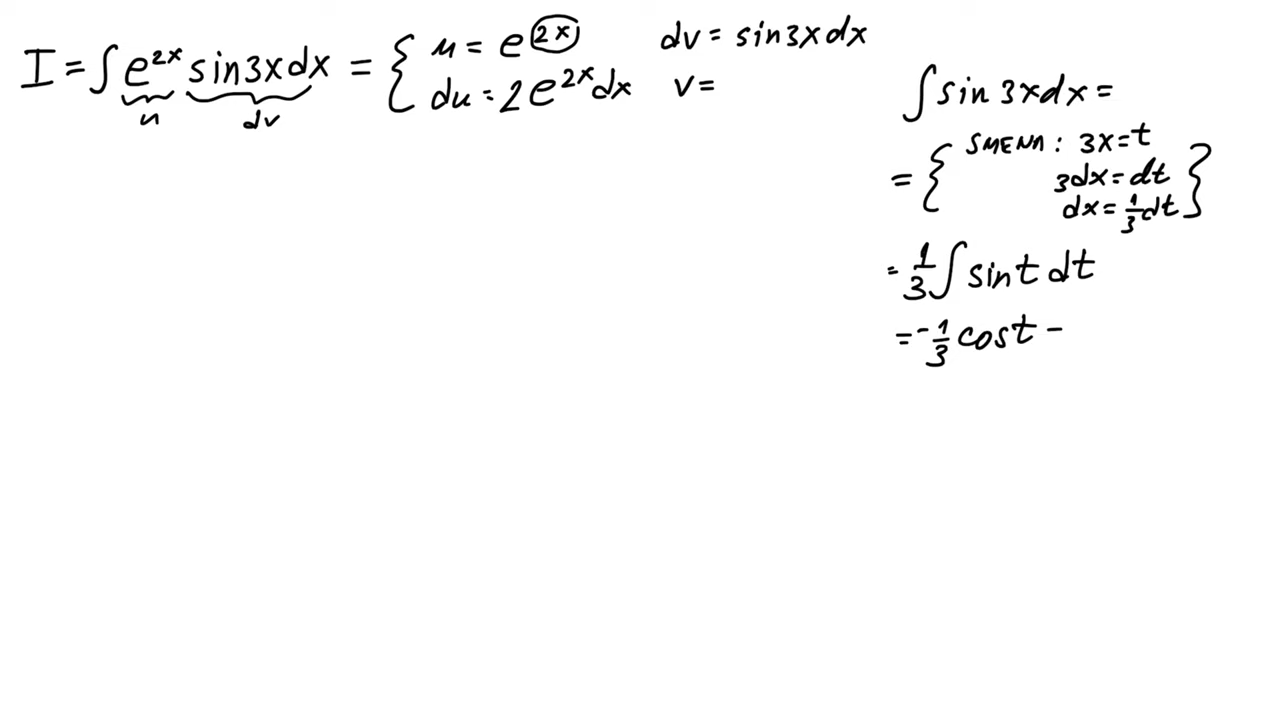 I = ∫ e^{2x} sin3x dx = { u = e^{2x} dv = sin3x dx
du = 2e^{2x} dx v =
u dv
∫ sin 3x dx =
= { SMENA: 3x = t
3dx = dt
dx = 1/3 dt }
= 1/3 ∫ sin t dt
= -1/3 cos t -